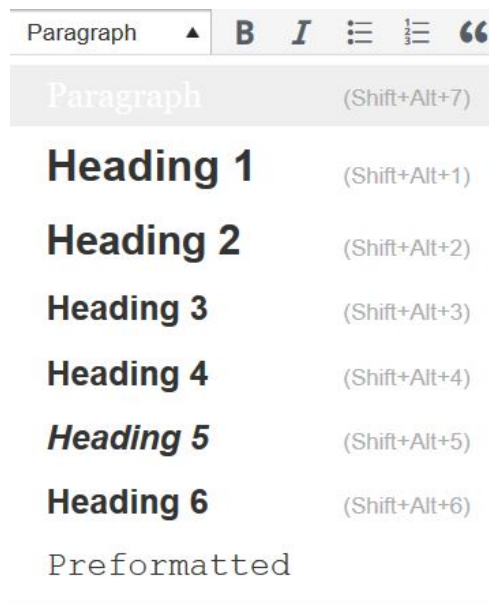 Paragraph ▲ B I
Paragraph (Shift+Alt+7)
Heading 1 (Shift+Alt+1)
Heading 2 (Shift+Alt+2)
Heading 3 (Shift+Alt+3)
Heading 4 (Shift+Alt+4)
Heading 5 (Shift+Alt+5)
Heading 6 (Shift+Alt+6)
Preformatted